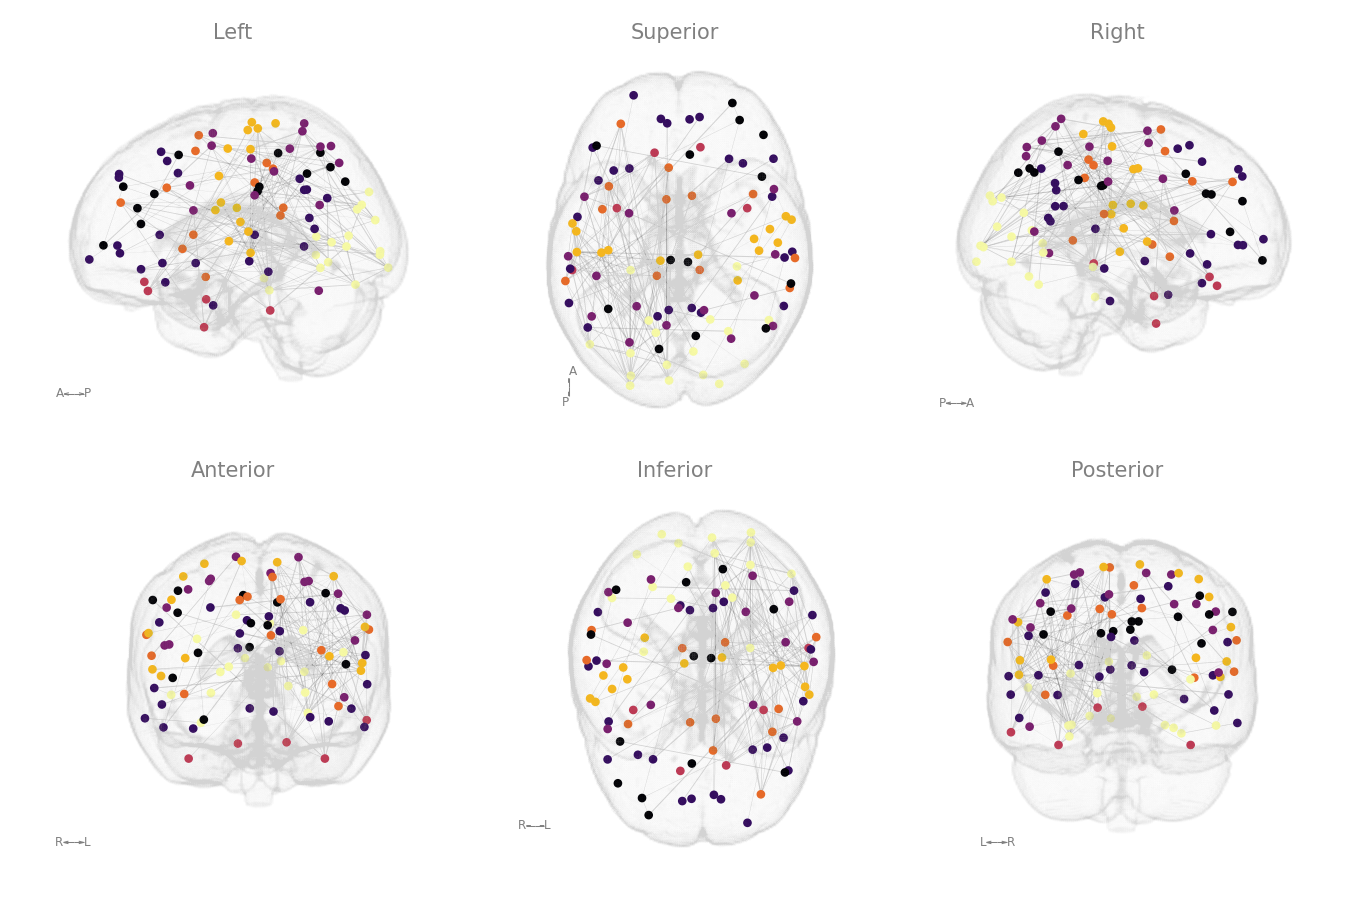 Left
Superior
Right
A P
A
P
P A
Anterior
Inferior
Posterior
R L
R L
L R